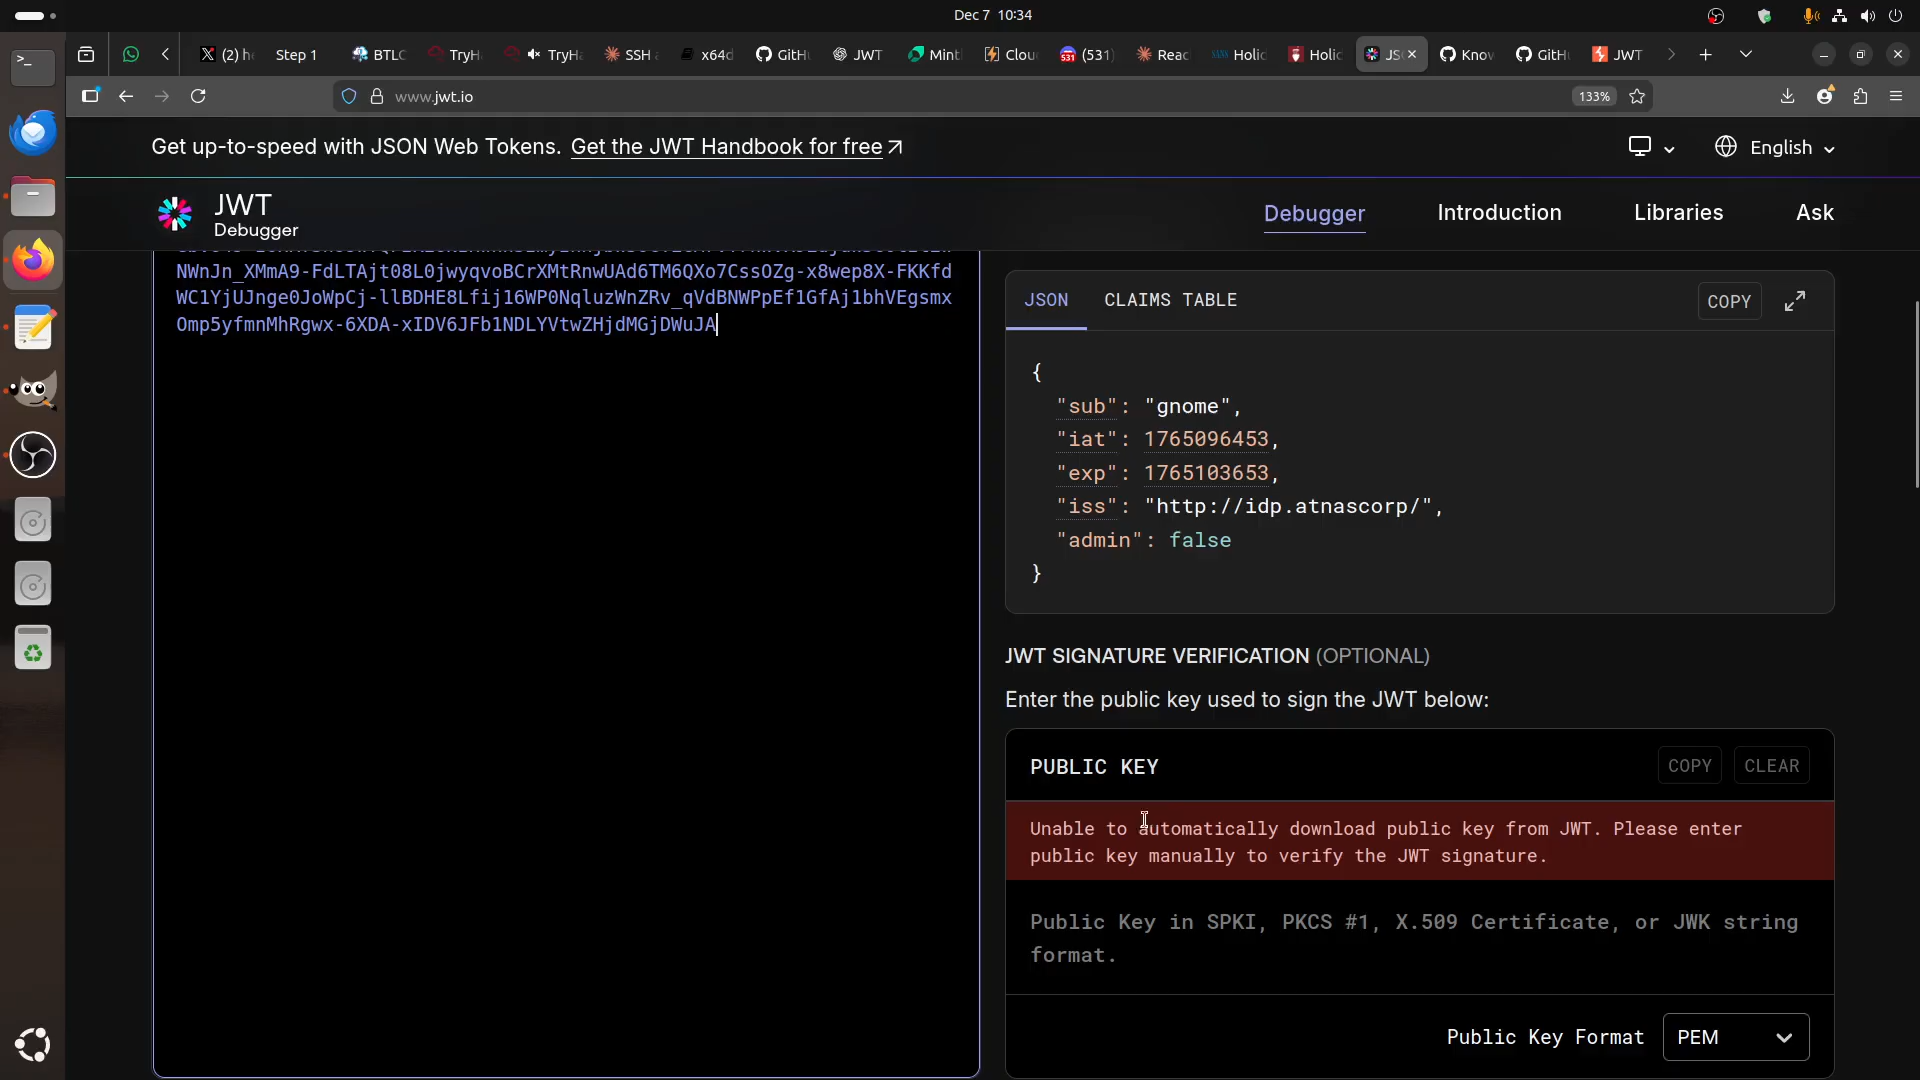 Dec 7  10:34
(2) h
Step 1
BTLC
TryH
TryHa
SSH a
x64d
GitHu
JWT
Mint
Clou
531
(531)
Reac
Holic
Holic
JS
Know
GitHu
JWT
www.jwt.io
133%
Get up-to-speed with JSON Web Tokens. Get the JWT Handbook for free
English
JWT
Debugger
Debugger
Introduction
Libraries
Ask
NWnJn_XMmA9-FdLTAjt08L0jwyqvoBCrXMtRnwUAd6TM6QXo7CssOZg-x8wep8X-FKKfd
WC1YjUJnge0JoWpCj-llBDHE8Lfij16WP0NqluzWnZRv_qVdBNWPpEf1GfAj1bhVEgsmx
Omp5yfmnMhRgwx-6XDA-xIDV6JFb1NDLYVtwZHjdMGjDWuJA
JSON
CLAIMS TABLE
COPY
{
"sub": "gnome",
"iat": 1765096453,
"exp": 1765103653,
"iss": "http://idp.atnascorp/",
"admin": false
}
JWT SIGNATURE VERIFICATION (OPTIONAL)
Enter the public key used to sign the JWT below:
PUBLIC KEY
COPY
CLEAR
Unable to automatically download public key from JWT. Please enter
public key manually to verify the JWT signature.
Public Key in SPKI, PKCS #1, X.509 Certificate, or JWK string
format.
Public Key Format
PEM